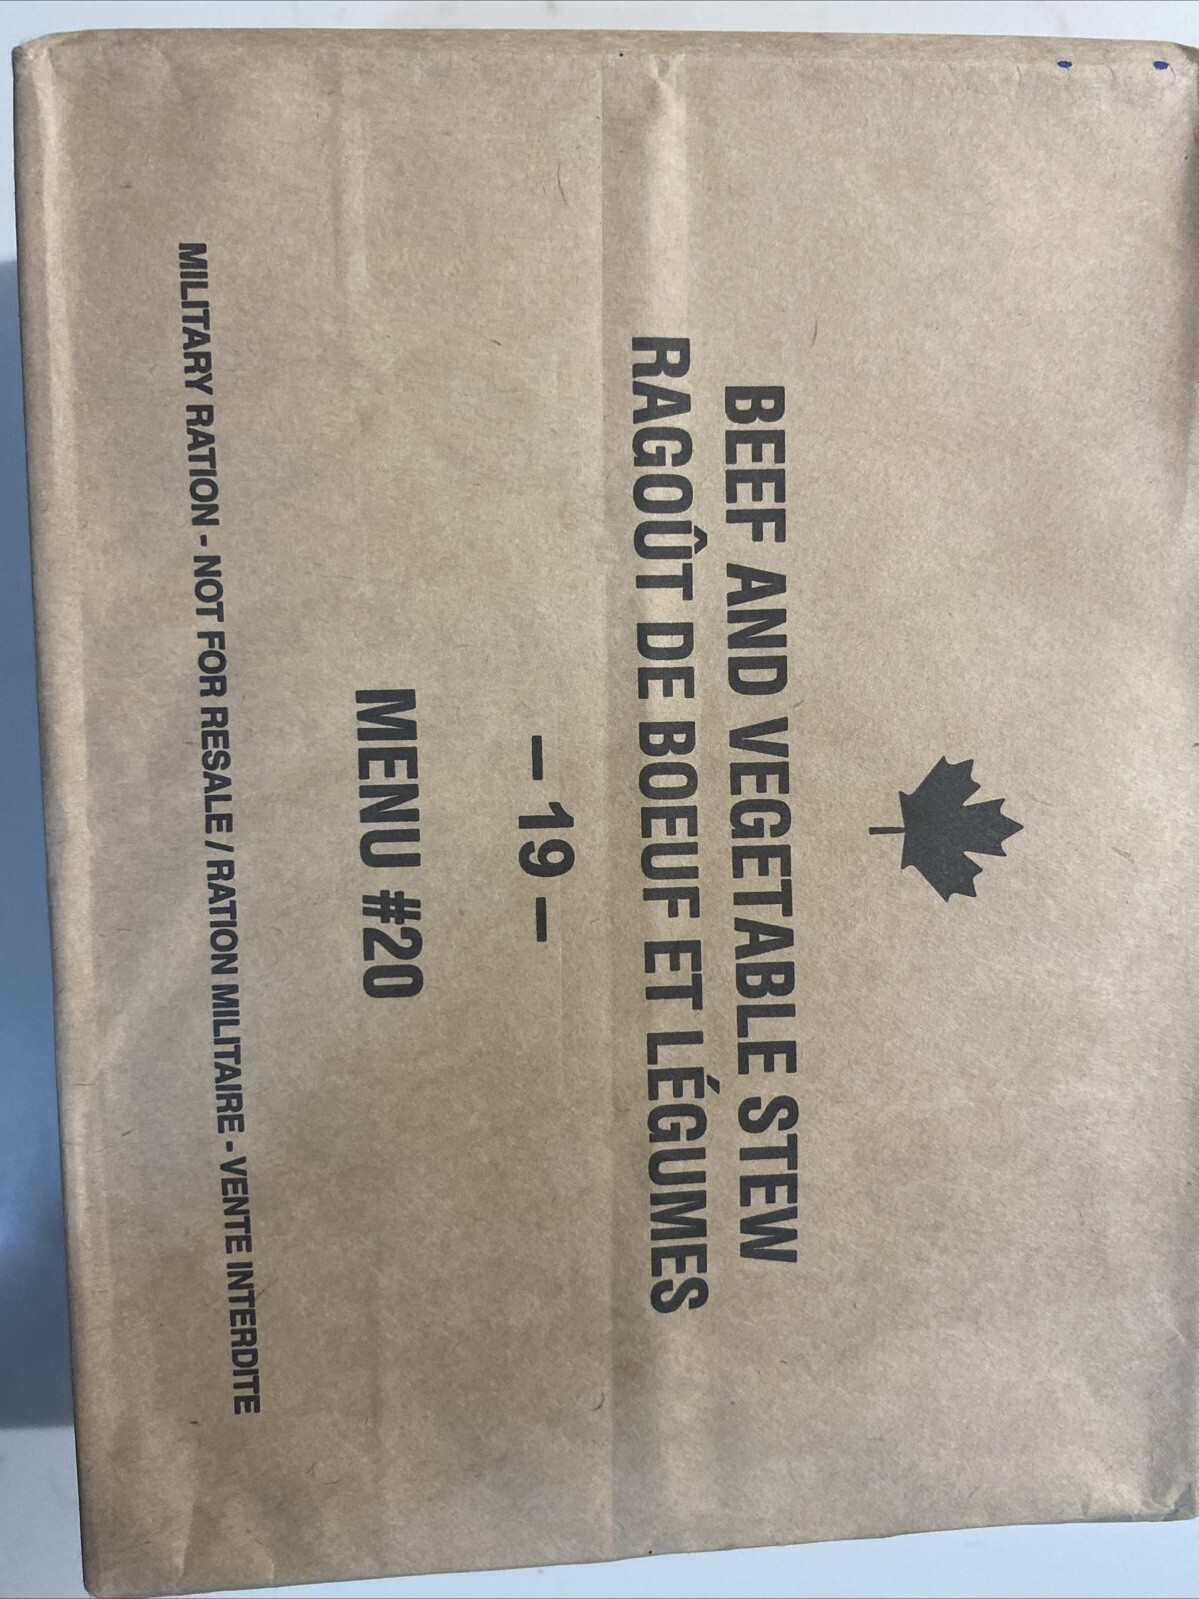 BEEF AND VEGETABLE STEW
RAGOÛT DE BOEUF ET LÉGUMES
– 19 –
MENU #20
MILITARY RATION - NOT FOR RESALE / RATION MILITAIRE - VENTE INTERDITE